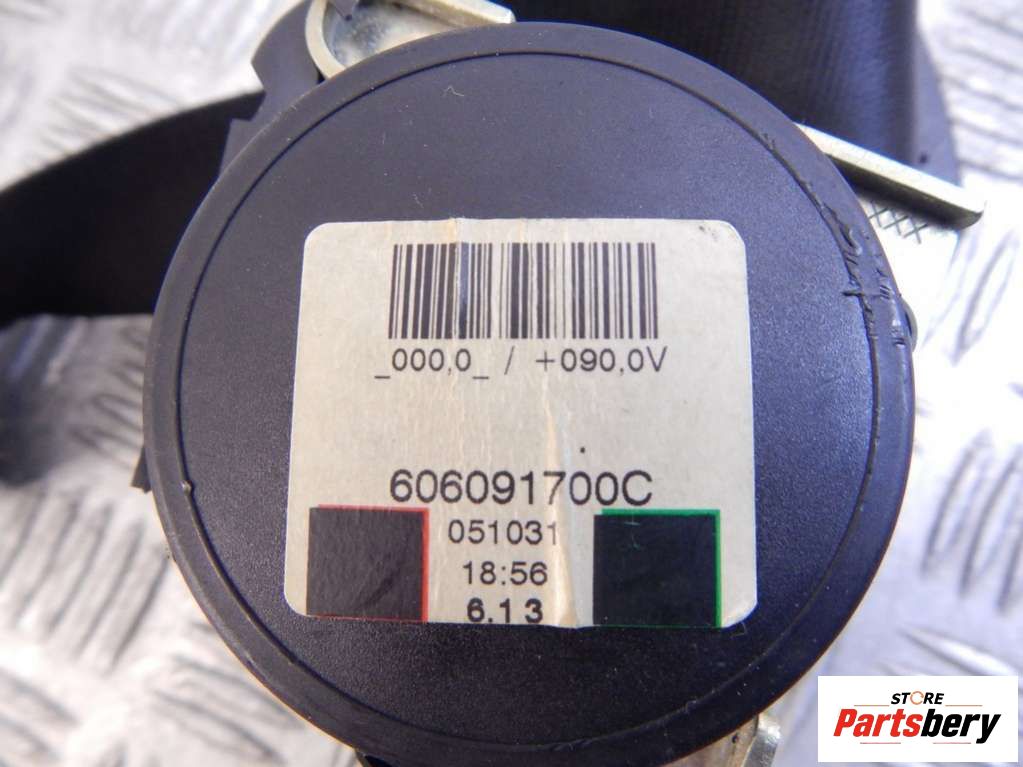 _000,0_ / +090,0V
606091700C
051031
18:56
6.13
STORE
Partsbery